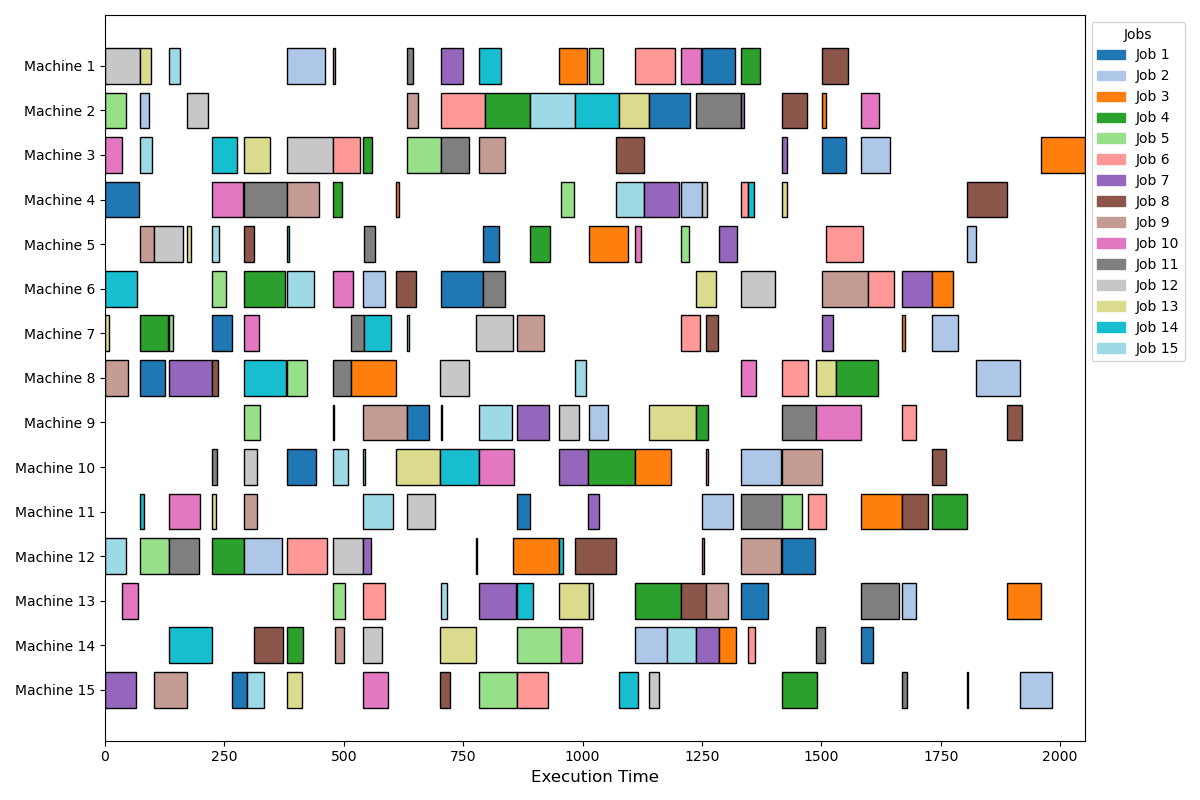 Machine 1
Machine 2
Machine 3
Machine 4
Machine 5
Machine 6
Machine 7
Machine 8
Machine 9
Machine 10
Machine 11
Machine 12
Machine 13
Machine 14
Machine 15
0 250 500 750 1000 1250 1500 1750 2000
Execution Time
Jobs
Job 1
Job 2
Job 3
Job 4
Job 5
Job 6
Job 7
Job 8
Job 9
Job 10
Job 11
Job 12
Job 13
Job 14
Job 15